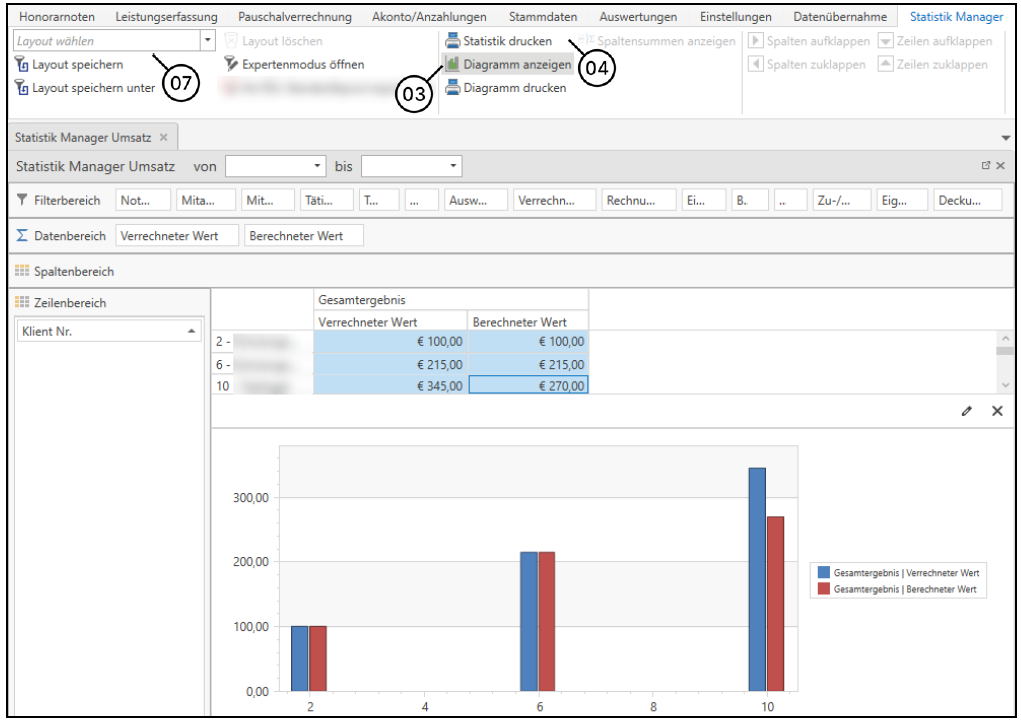 Honorarnoten Leistungserfassung Pauschalverrechnung Akonto/Anzahlungen Stammdaten Auswertungen Einstellungen Datenübernahme Statistik Manager
Layout wählen Layout löschen Statistik drucken Spaltensummen anzeigen Spalten aufklappen Zeilen aufklappen
Layout speichern Expertenmodus öffnen Diagramm anzeigen Spalten zuklappen Zeilen zuklappen
Layout speichern unter Diagramm drucken
07
03
04
Statistik Manager Umsatz
Statistik Manager Umsatz von bis
Filterbereich Not... Mita... Mit... Täti... T... ... Ausw... Verrechn... Rechnu... Ei... B. .. Zu-/... Eig... Decku...
Σ Datenbereich Verrechneter Wert Berechneter Wert
Spaltenbereich
Zeilenbereich
Klient Nr.
Gesamtergebnis
Verrechneter Wert Berechneter Wert
2 - € 100,00 € 100,00
6 - € 215,00 € 215,00
10 € 345,00 € 270,00
300,00
200,00
100,00
0,00
2 4 6 8 10
Gesamtergebnis | Verrechneter Wert
Gesamtergebnis | Berechneter Wert